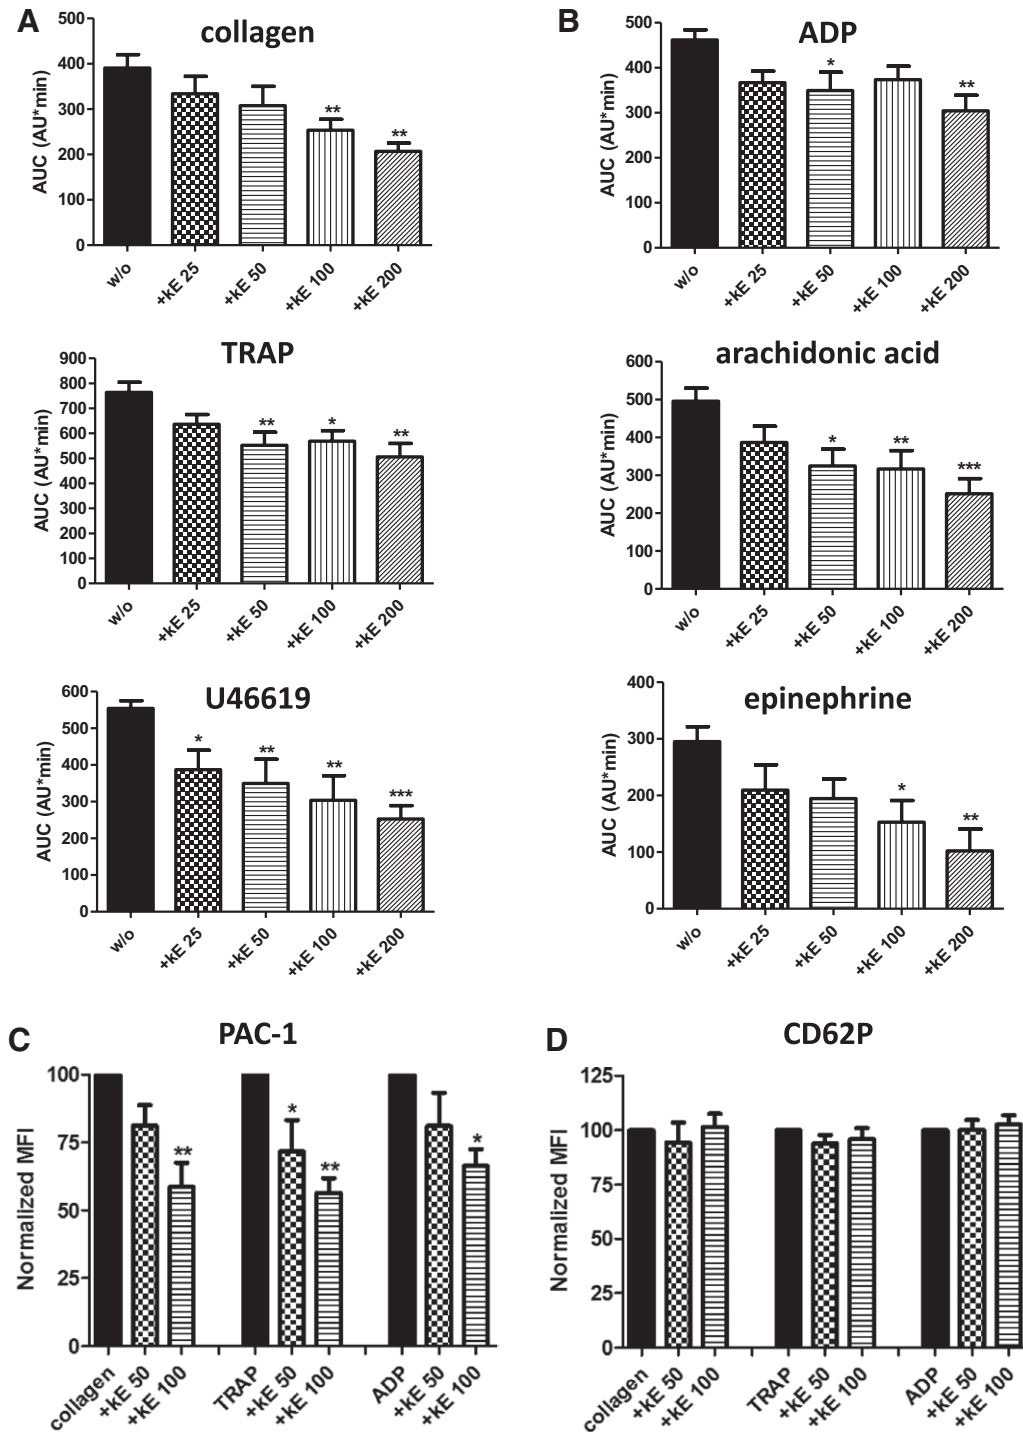 A
collagen
AUC (AU*min)
500
400
300
200
100
0
**
**
w/o
+kE 25
+kE 50
+kE 100
+kE 200
B
ADP
AUC (AU*min)
500
400
300
200
100
0
*
**
w/o
+kE 25
+kE 50
+kE 100
+kE 200
TRAP
AUC (AU*min)
900
800
700
600
500
400
300
200
100
0
**
*
**
w/o
+kE 25
+kE 50
+kE 100
+kE 200
arachidonic acid
AUC (AU*min)
600
500
400
300
200
100
0
*
**
***
w/o
+kE 25
+kE 50
+kE 100
+kE 200
U46619
AUC (AU*min)
600
500
400
300
200
100
0
*
**
**
***
w/o
+kE 25
+kE 50
+kE 100
+kE 200
epinephrine
AUC (AU*min)
400
300
200
100
0
*
**
w/o
+kE 25
+kE 50
+kE 100
+kE 200
C
PAC-1
Normalized MFI
100
75
50
25
0
**
*
**
*
collagen
+kE 50
+kE 100
TRAP
+kE 50
+kE 100
ADP
+kE 50
+kE 100
D
CD62P
Normalized MFI
125
100
75
50
25
0
collagen
+kE 50
+kE 100
TRAP
+kE 50
+kE 100
ADP
+kE 50
+kE 100